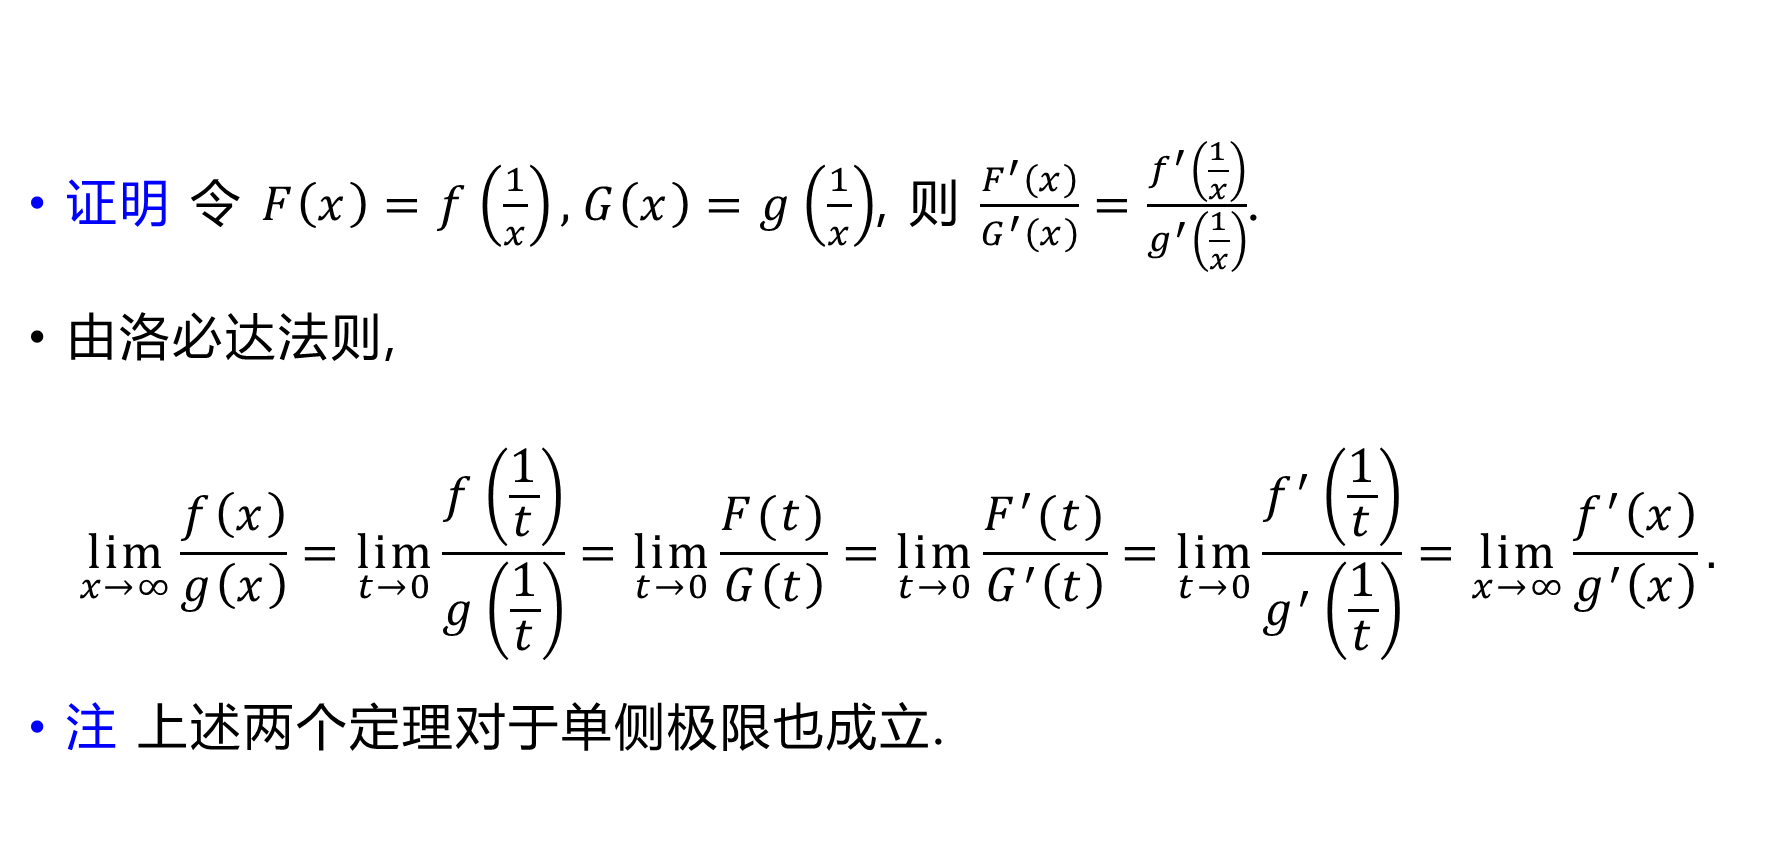 • 证明 令 F(x) = f(1/x), G(x) = g(1/x), 则 F′(x)/G′(x) = f′(1/x)/g′(1/x).
• 由洛必达法则,
lim_{x→∞} f(x)/g(x) = lim_{t→0} f(1/t)/g(1/t) = lim_{t→0} F(t)/G(t) = lim_{t→0} F′(t)/G′(t) = lim_{t→0} f′(1/t)/g′(1/t) = lim_{x→∞} f′(x)/g′(x).
• 注 上述两个定理对于单侧极限也成立.